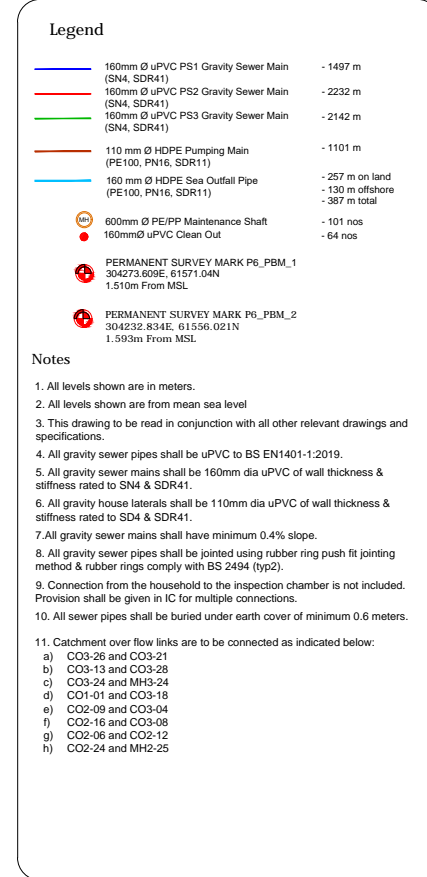 Legend
160mm Ø uPVC PS1 Gravity Sewer Main - 1497 m
(SN4, SDR41)
160mm Ø uPVC PS2 Gravity Sewer Main - 2232 m
(SN4, SDR41)
160mm Ø uPVC PS3 Gravity Sewer Main - 2142 m
(SN4, SDR41)
110 mm Ø HDPE Pumping Main - 1101 m
(PE100, PN16, SDR11)
160 mm Ø HDPE Sea Outfall Pipe - 257 m on land
(PE100, PN16, SDR11) - 130 m offshore
- 387 m total
MH 600mm Ø PE/PP Maintenance Shaft - 101 nos
160mmØ uPVC Clean Out - 64 nos
PERMANENT SURVEY MARK P6_PBM_1
304273.609E, 61571.04N
1.510m From MSL
PERMANENT SURVEY MARK P6_PBM_2
304232.834E, 61556.021N
1.593m From MSL
Notes
1. All levels shown are in meters.
2. All levels shown are from mean sea level
3. This drawing to be read in conjunction with all other relevant drawings and
specifications.
4. All gravity sewer pipes shall be uPVC to BS EN1401-1:2019.
5. All gravity sewer mains shall be 160mm dia uPVC of wall thickness &
stiffness rated to SN4 & SDR41.
6. All gravity house laterals shall be 110mm dia uPVC of wall thickness &
stiffness rated to SD4 & SDR41.
7.All gravity sewer mains shall have minimum 0.4% slope.
8. All gravity sewer pipes shall be jointed using rubber ring push fit jointing
method & rubber rings comply with BS 2494 (typ2).
9. Connection from the household to the inspection chamber is not included.
Provision shall be given in IC for multiple connections.
10. All sewer pipes shall be buried under earth cover of minimum 0.6 meters.
11. Catchment over flow links are to be connected as indicated below:
a) CO3-26 and CO3-21
b) CO3-13 and CO3-28
c) CO3-24 and MH3-24
d) CO1-01 and CO3-18
e) CO2-09 and CO3-04
f) CO2-16 and CO3-08
g) CO2-06 and CO2-12
h) CO2-24 and MH2-25